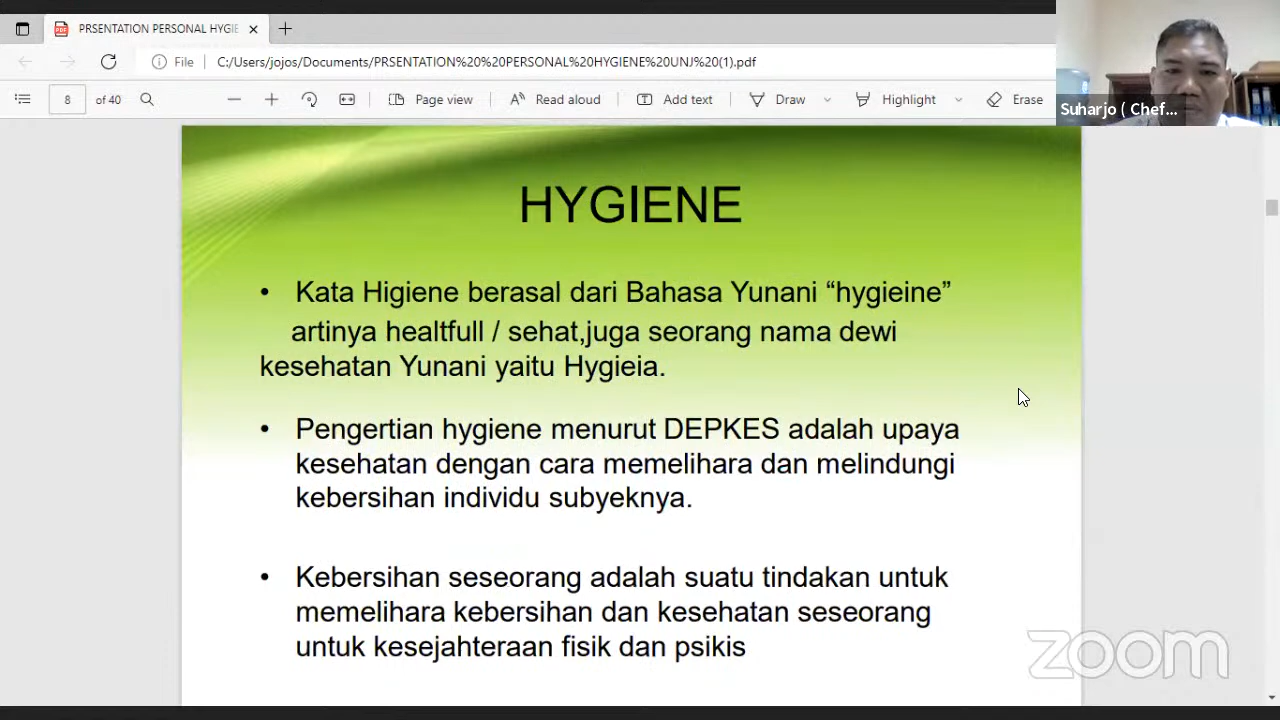 PRSENTATION PERSONAL HYGIE
File C:/Users/jojos/Documents/PRSENTATION%20%20PERSONAL%20HYGIENE%20UNJ%20(1).pdf
8 of 40 Page view Read aloud Add text Draw Highlight Erase
Suharjo ( Chef...
HYGIENE
• Kata Higiene berasal dari Bahasa Yunani “hygieine”
artinya healtfull / sehat,juga seorang nama dewi
kesehatan Yunani yaitu Hygieia.
• Pengertian hygiene menurut DEPKES adalah upaya
kesehatan dengan cara memelihara dan melindungi
kebersihan individu subyeknya.
• Kebersihan seseorang adalah suatu tindakan untuk
memelihara kebersihan dan kesehatan seseorang
untuk kesejahteraan fisik dan psikis
zoom